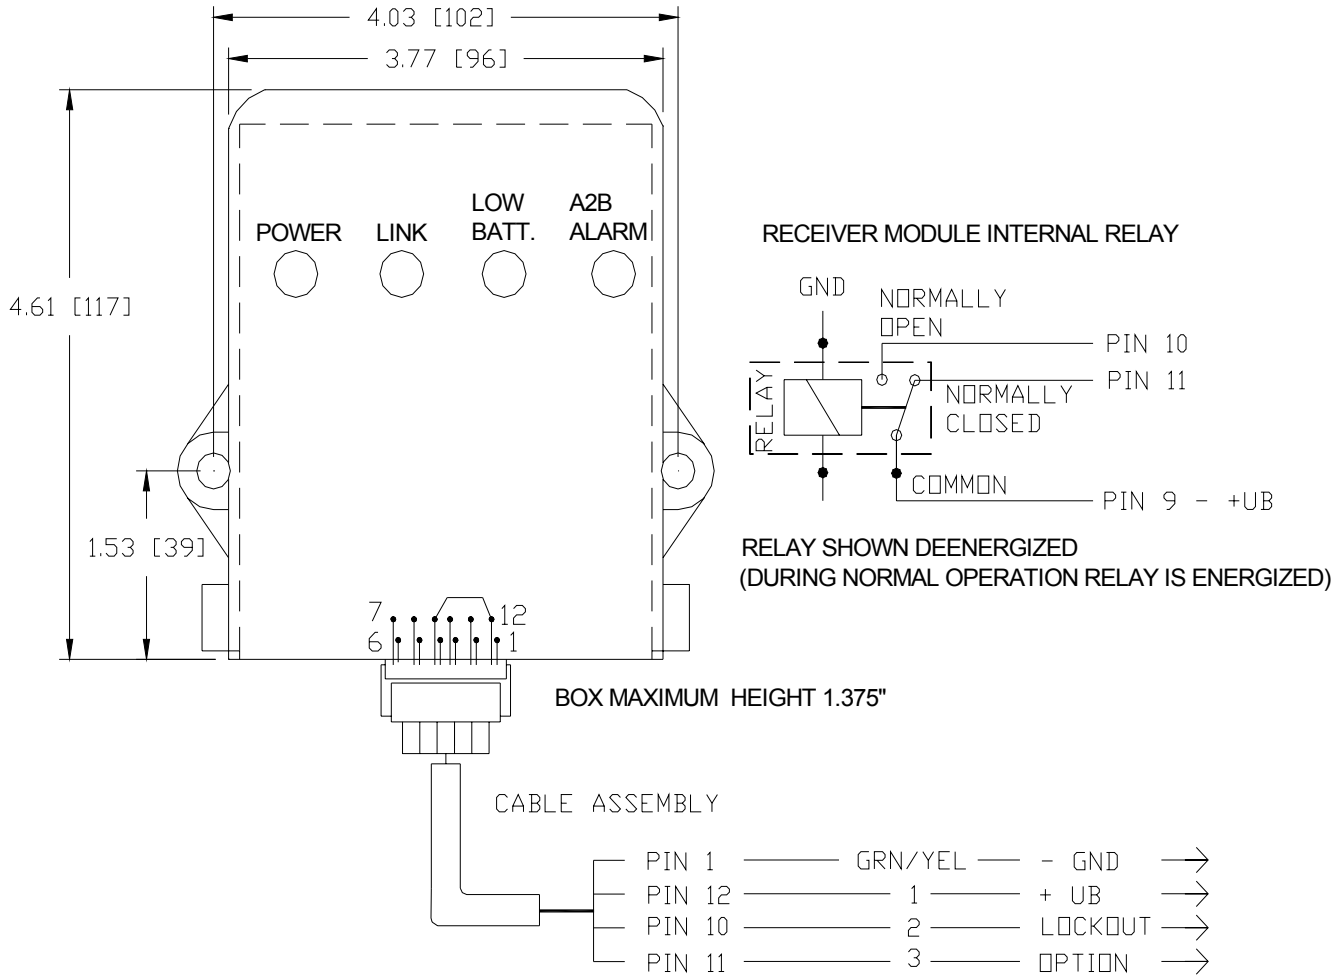 4.03 [102]
3.77 [96]
POWER
LINK
LOW
BATT.
A2B
ALARM
4.61 [117]
1.53 [39]
7
12
6
1
BOX MAXIMUM HEIGHT 1.375"
RECEIVER MODULE INTERNAL RELAY
GND
NORMALLY
OPEN
PIN 10
PIN 11
RELAY
NORMALLY
CLOSED
COMMON
PIN 9 - +UB
RELAY SHOWN DEENERGIZED
(DURING NORMAL OPERATION RELAY IS ENERGIZED)
CABLE ASSEMBLY
PIN 1 GRN/YEL - GND
PIN 12 1 + UB
PIN 10 2 LOCKOUT
PIN 11 3 OPTION